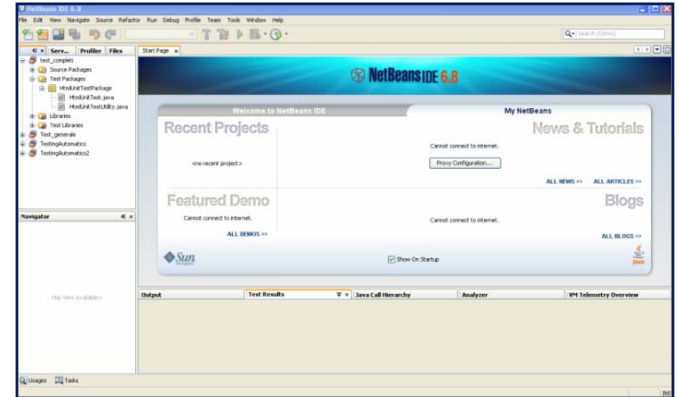 NetBeans IDE 6.8
File Edit View Navigate Source Refactor Run Debug Profile Team Tools Window Help
Search (Ctrl+I)
Serv... Profiler Files
Start Page
test_complet
Source Packages
Test Packages
HtmlUnitTestPackage
HtmlUnitTest.java
HtmlUnitTestUtility.java
Libraries
Test Libraries
Test_generale
TestingAutomatico
TestingAutomatico2
NetBeans IDE 6.8
Welcome to NetBeans IDE
My NetBeans
Recent Projects
<no recent project>
News & Tutorials
Cannot connect to internet.
Proxy Configuration...
ALL NEWS >> ALL ARTICLES >>
Featured Demo
Cannot connect to internet.
ALL DEMOS >>
Blogs
Cannot connect to internet.
ALL BLOGS >>
Sun
Show On Startup
Java
Navigator
<No View Available>
Output
Test Results
Java Call Hierarchy
Analyzer
VM Telemetry Overview
Usages
Tasks
INS